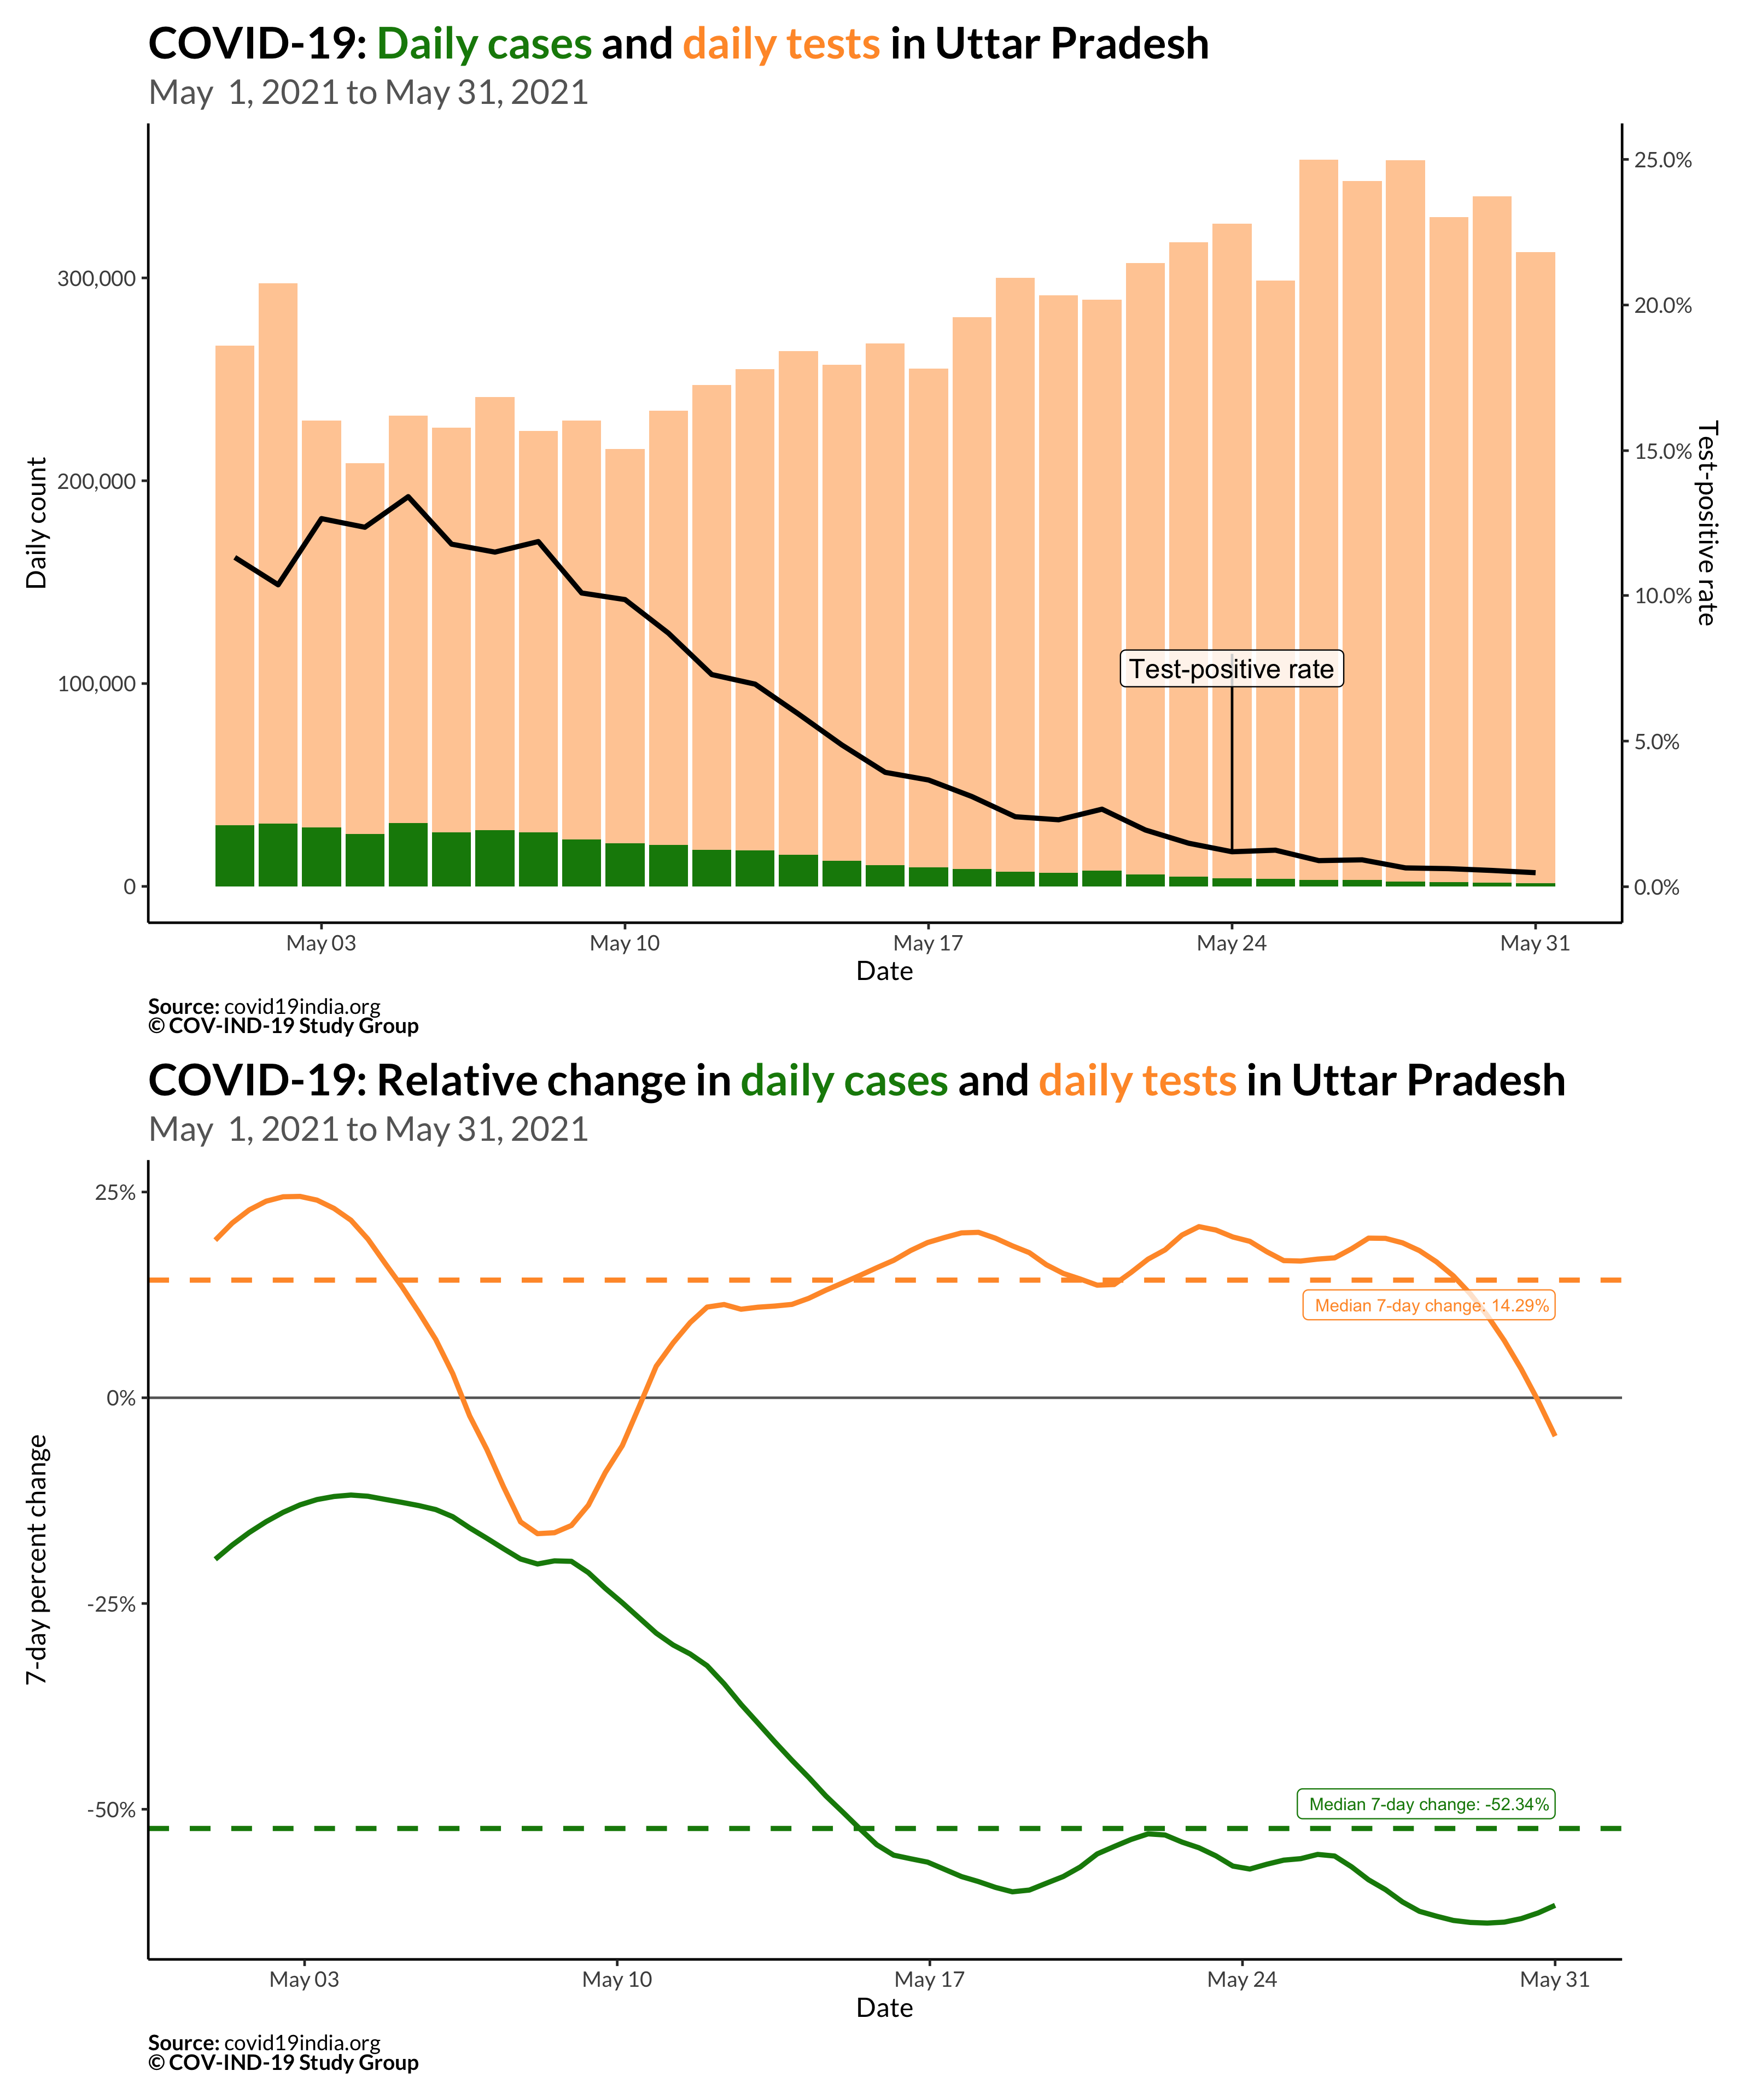 COVID-19: Daily cases and daily tests in Uttar Pradesh
May 1, 2021 to May 31, 2021
Daily count
300,000
200,000
100,000
0
25.0%
20.0%
15.0%
10.0%
5.0%
0.0%
Test-positive rate
Test-positive rate
May 03
May 10
May 17
May 24
May 31
Date
Source: covid19india.org
© COV-IND-19 Study Group
COVID-19: Relative change in daily cases and daily tests in Uttar Pradesh
May 1, 2021 to May 31, 2021
7-day percent change
25%
0%
-25%
-50%
Median 7-day change: 14.29%
Median 7-day change: -52.34%
May 03
May 10
May 17
May 24
May 31
Date
Source: covid19india.org
© COV-IND-19 Study Group